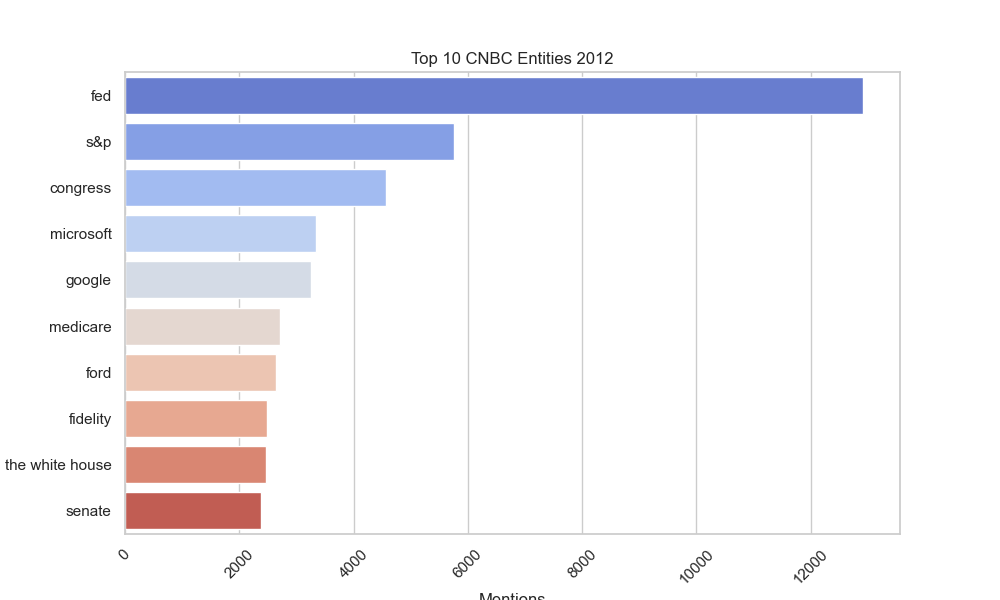 Top 10 CNBC Entities 2012
fed
s&p
congress
microsoft
google
medicare
ford
fidelity
the white house
senate
0
2000
4000
6000
8000
10000
12000
Mentions